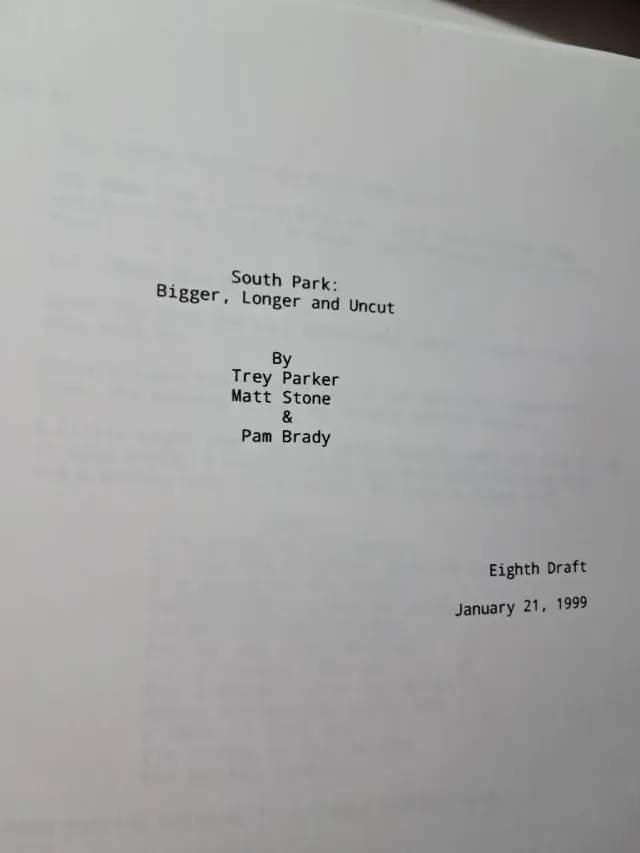 South Park:
Bigger, Longer and Uncut
By
Trey Parker
Matt Stone
&
Pam Brady
Eighth Draft
January 21, 1999